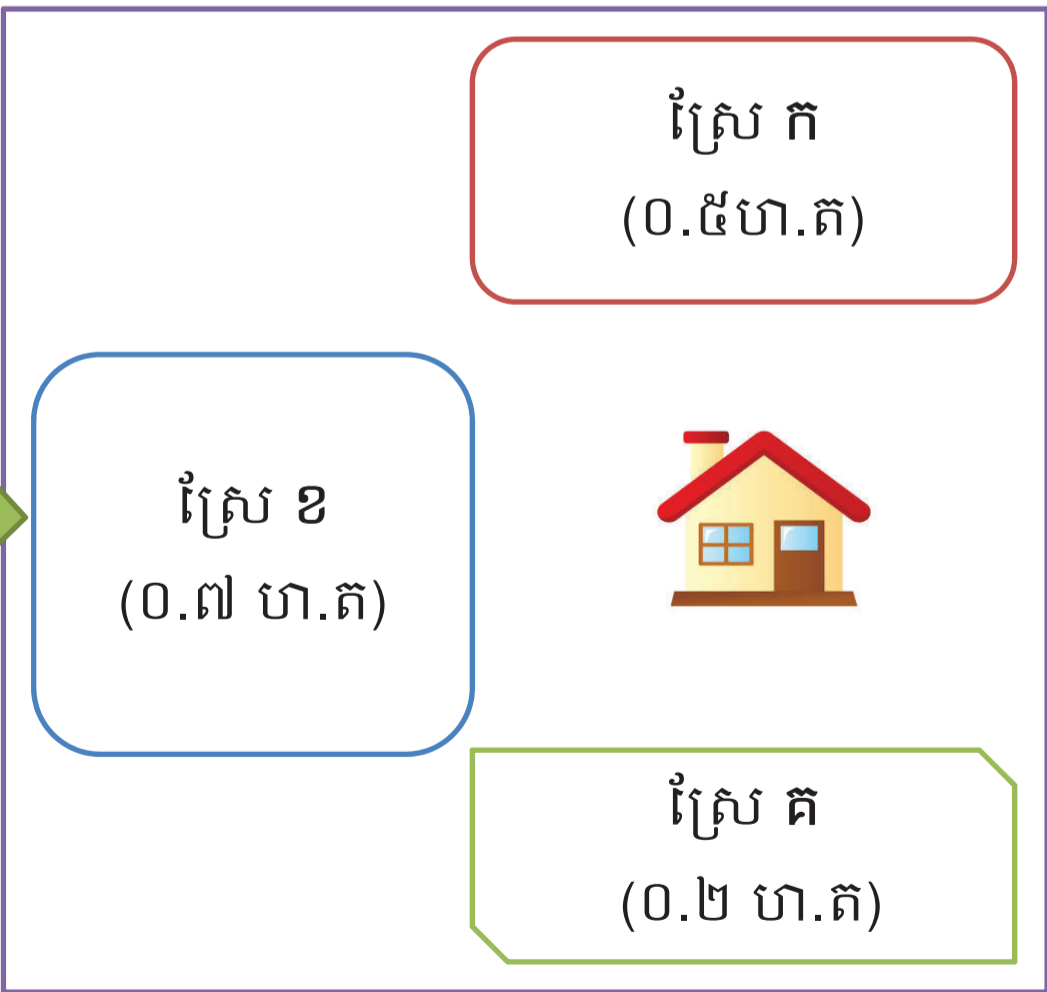 ស្រែ ក
(០.៥ហ.ត)
ស្រែ ខ
(០.៧ ហ.ត)
ស្រែ គ
(០.២ ហ.ត)